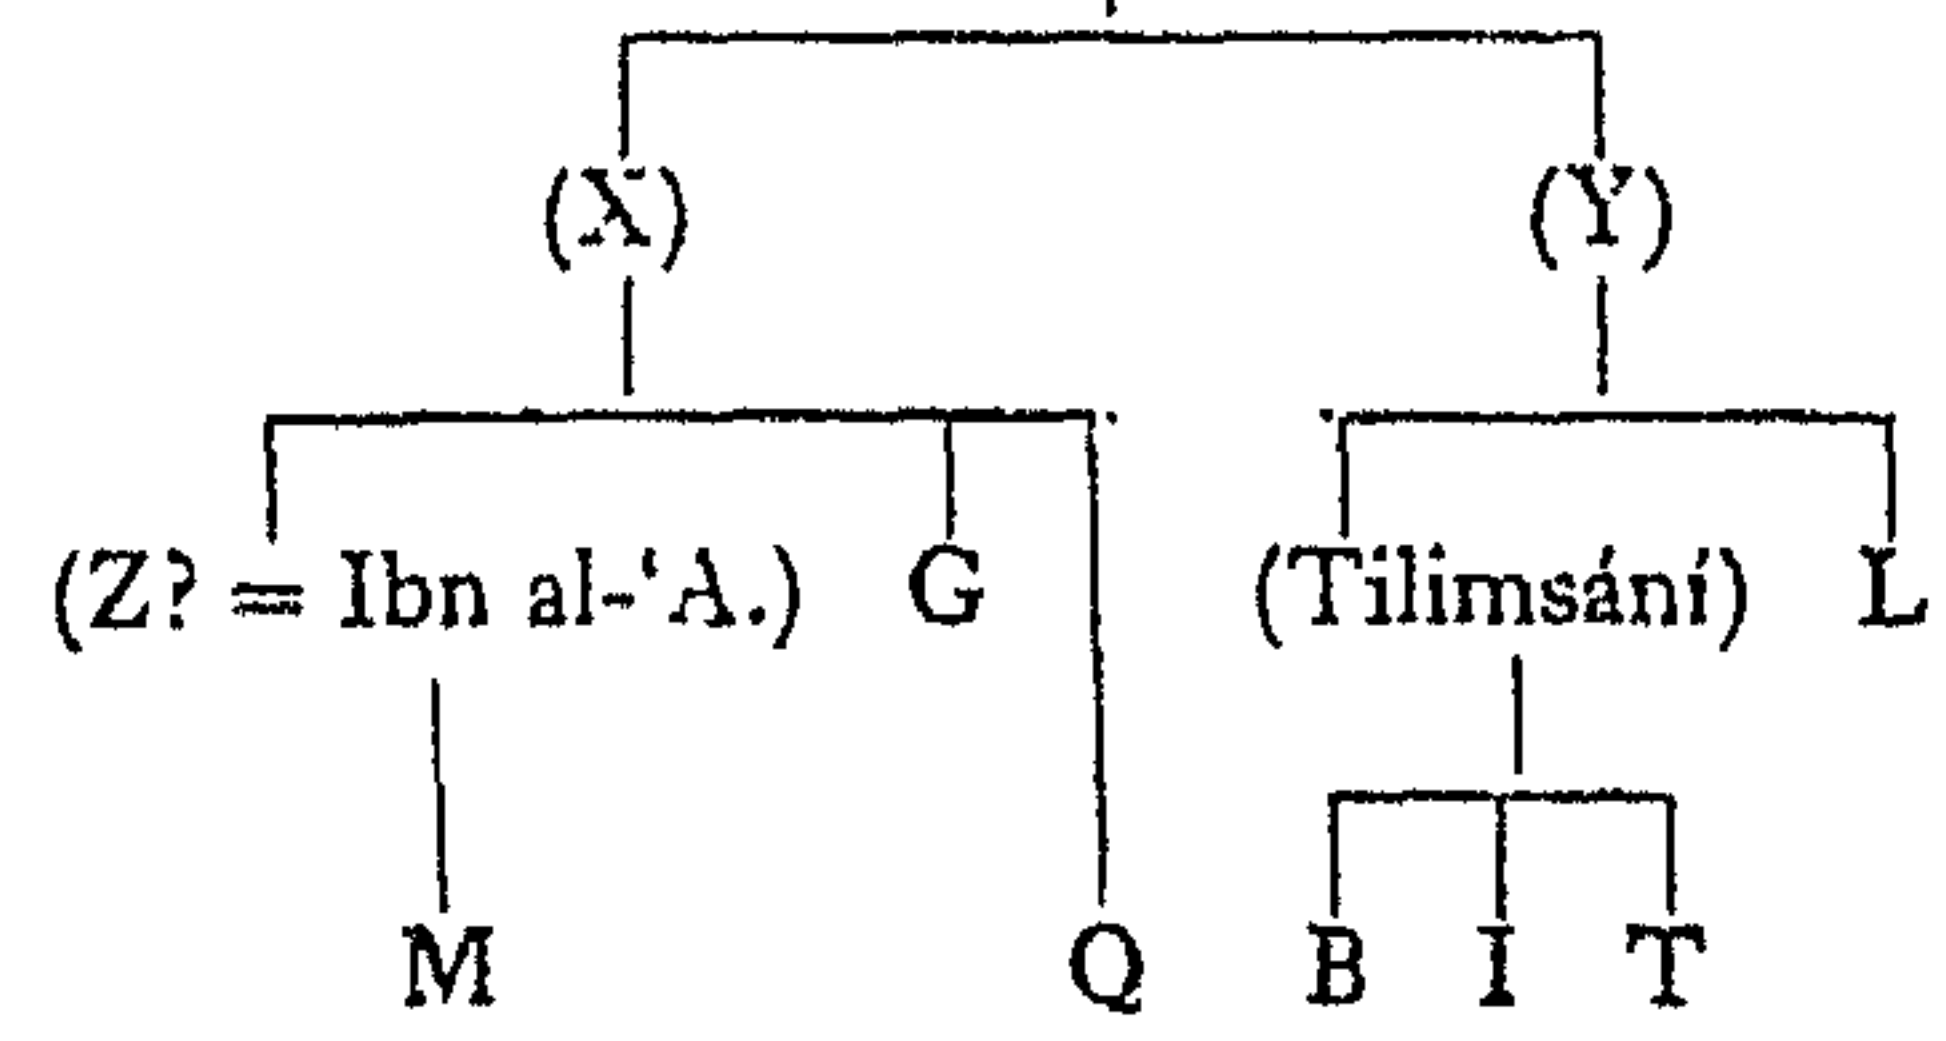 (X) (Y)
(Z? = Ibn al-‘A.) G (Tilimsání) L
M Q B I T